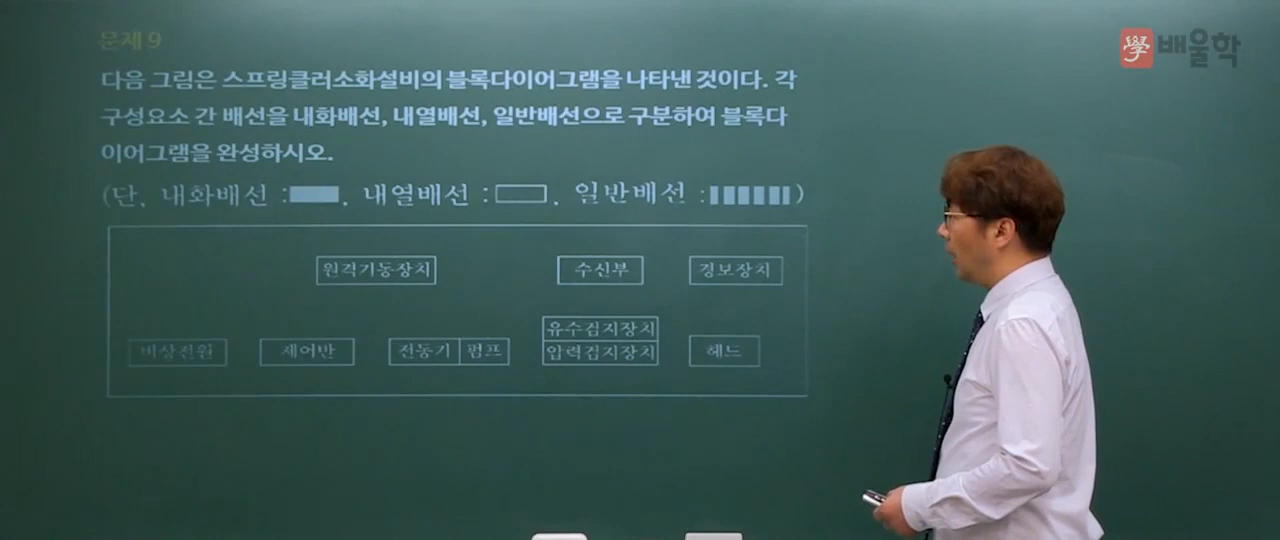 學 배울학
문제 9
다음 그림은 스프링클러소화설비의 블록다이어그램을 나타낸 것이다. 각
구성요소 간 배선을 내화배선, 내열배선, 일반배선으로 구분하여 블록다
이어그램을 완성하시오.
(단, 내화배선 : , 내열배선 : , 일반배선 : )
원격기동장치 수신부 경보장치
유수검지장치
비상전원 제어반 전동기 펌프 압력검지장치 헤드